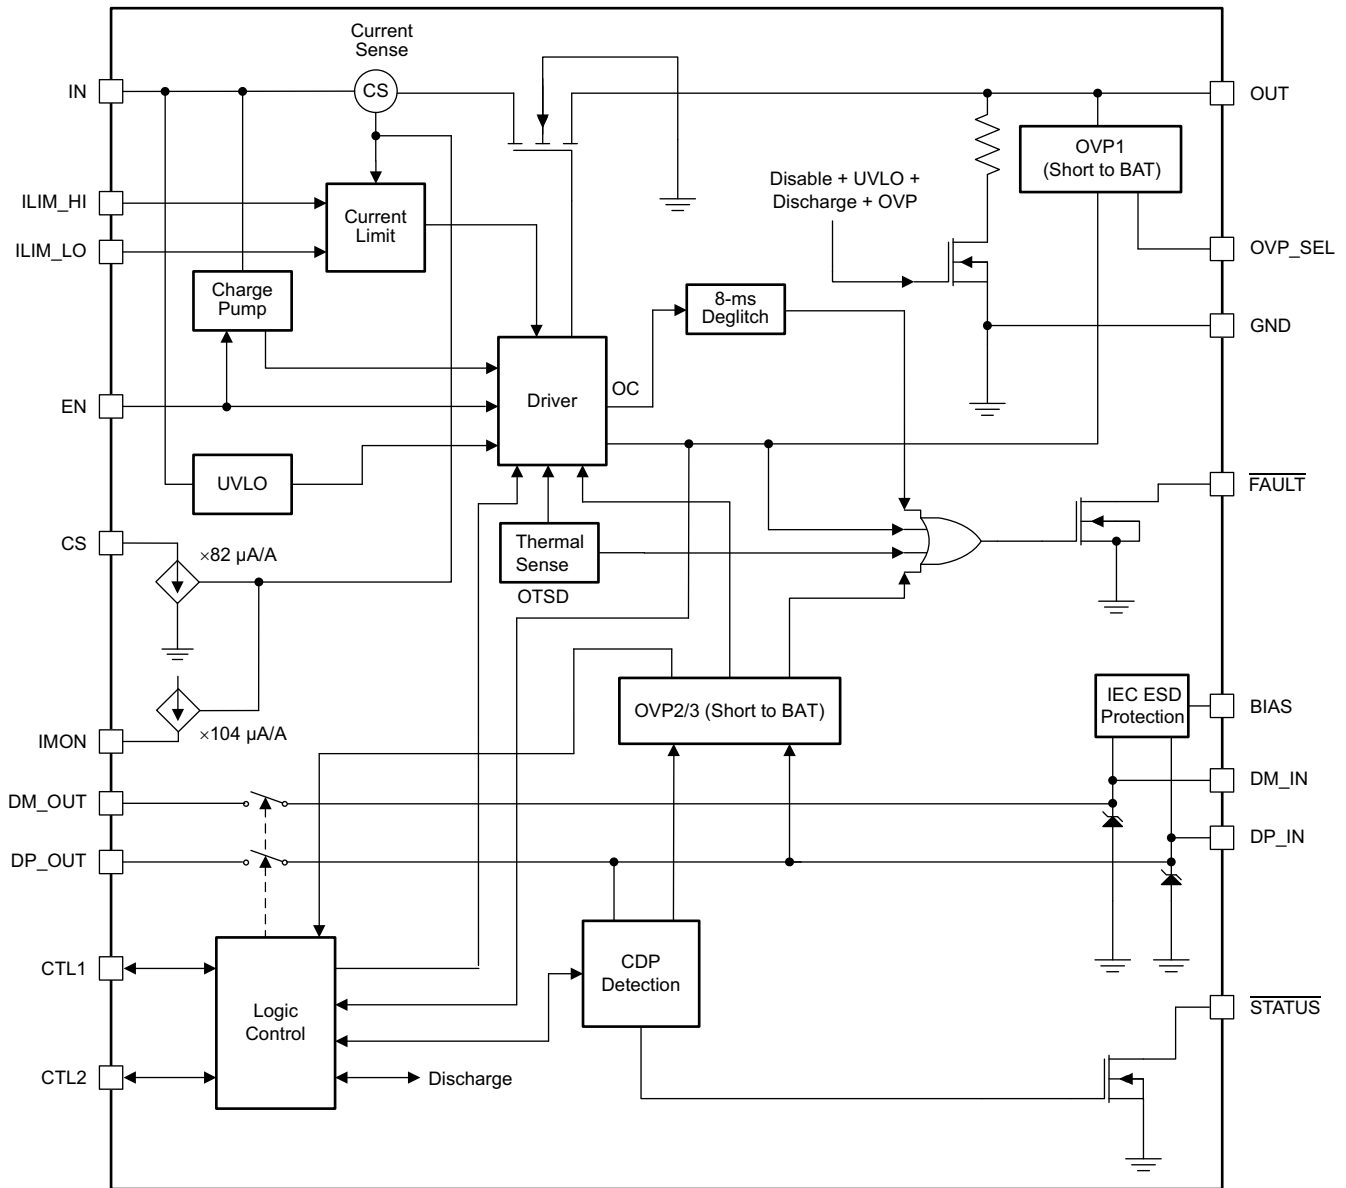 Current
Sense
IN
CS
OUT
OVP1
(Short to BAT)
Disable + UVLO +
Discharge + OVP
ILIM_HI
Current
Limit
ILIM_LO
OVP_SEL
Charge
Pump
8-ms
Deglitch
GND
EN
Driver
OC
UVLO
FAULT
CS
×82 µA/A
Thermal
Sense
OTSD
OVP2/3 (Short to BAT)
IEC ESD
Protection
BIAS
×104 µA/A
IMON
DM_IN
DM_OUT
DP_IN
DP_OUT
CTL1
CDP
Detection
Logic
Control
STATUS
CTL2
Discharge